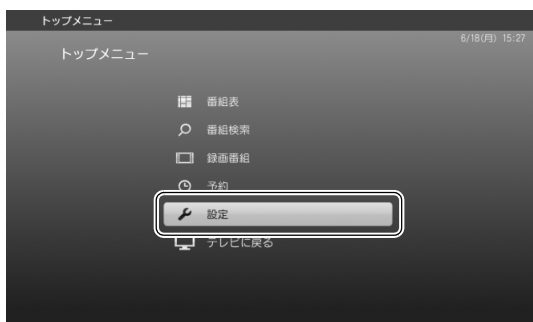 トップメニュー
6/18(月) 15:27
トップメニュー
番組表
番組検索
録画番組
予約
設定
テレビに戻る